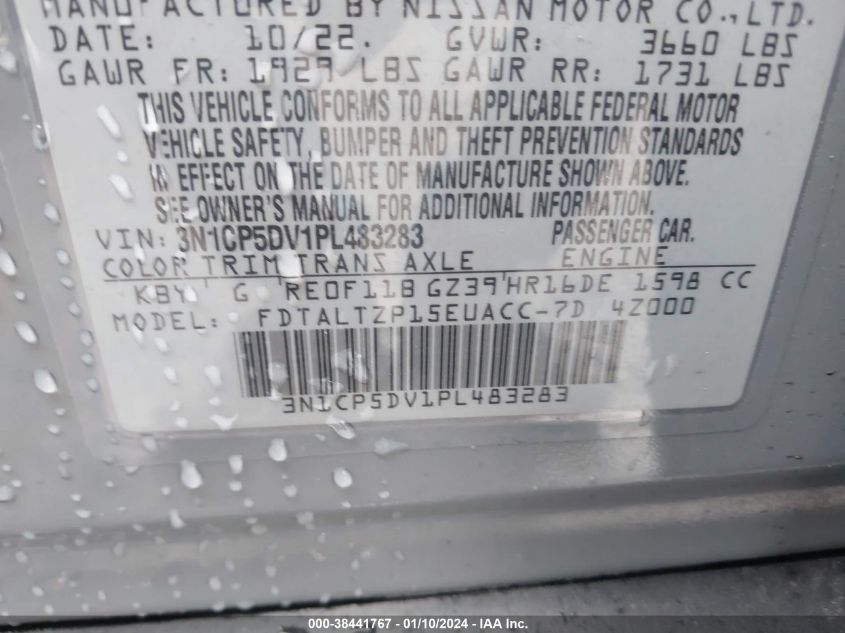 MANUFACTURED BY NISSAN MOTOR CO.,LTD.
DATE: 10/22. GVWR: 3660 LBS
GAWR FR: 1929 LBS GAWR RR: 1731 LBS
THIS VEHICLE CONFORMS TO ALL APPLICABLE FEDERAL MOTOR
VEHICLE SAFETY, BUMPER AND THEFT PREVENTION STANDARDS
IN EFFECT ON THE DATE OF MANUFACTURE SHOWN ABOVE.
SEE OWNER'S MANUAL FOR ADDITIONAL INFORMATION.
VIN: 3N1CP5DV1PL483283 PASSENGER CAR.
COLOR TRIM TRANS AXLE ENGINE
KBY G RE0F11B GZ39 HR16DE 1598 CC
MODEL: FDTALTZP15EUACC-7D 4Z000
3N1CP5DV1PL483283
000-38441767 - 01/10/2024 - IAAI.com